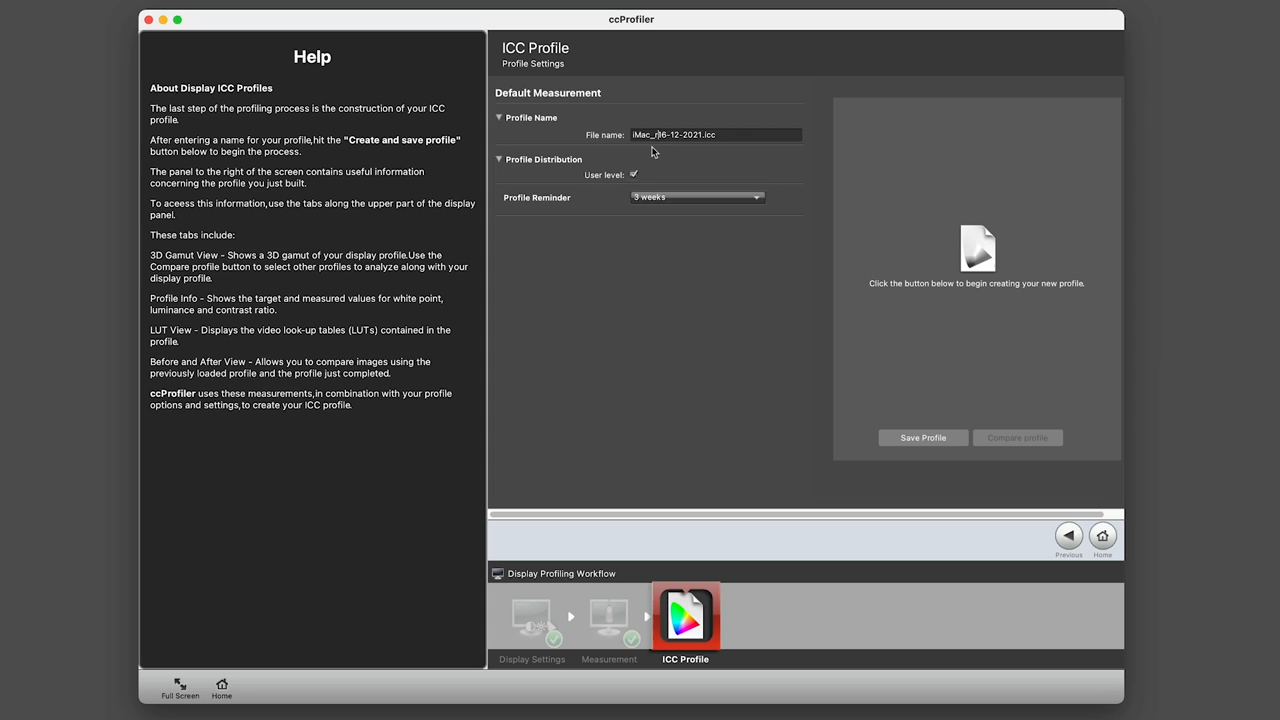 ccProfiler
Help
About Display ICC Profiles
The last step of the profiling process is the construction of your ICC
profile.
After entering a name for your profile,hit the "Create and save profile"
button below to begin the process.
The panel to the right of the screen contains useful information
concerning the profile you just built.
To aceess this information,use the tabs along the upper part of the display
panel.
These tabs include:
3D Gamut View - Shows a 3D gamut of your display profile.Use the
Compare profile button to select other profiles to analyze along with your
display profile.
Profile Info - Shows the target and measured values for white point,
luminance and contrast ratio.
LUT View - Displays the video look-up tables (LUTs) contained in the
profile.
Before and After View - Allows you to compare images using the
previously loaded profile and the profile just completed.
ccProfiler uses these measurements,in combination with your profile
options and settings,to create your ICC profile.
ICC Profile
Profile Settings
Default Measurement
Profile Name
File name: iMac_r16-12-2021.icc
Profile Distribution
User level:
Profile Reminder 3 weeks
Click the button below to begin creating your new profile.
Save Profile Compare profile
Previous Home
Display Profiling Workflow
Display Settings Measurement ICC Profile
Full Screen Home